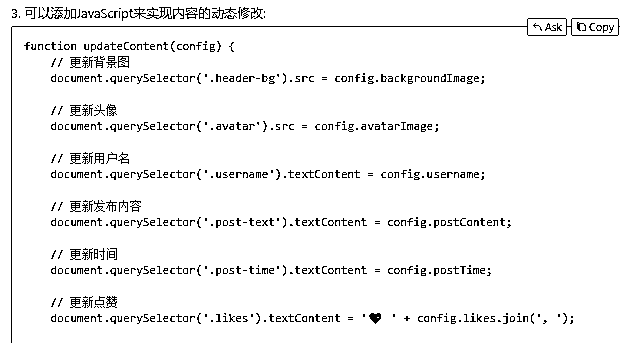 3. 可以添加JavaScript来实现内容的动态修改:
Ask Copy
function updateContent(config) {
// 更新背景图
document.querySelector('.header-bg').src = config.backgroundImage;
// 更新头像
document.querySelector('.avatar').src = config.avatarImage;
// 更新用户名
document.querySelector('.username').textContent = config.username;
// 更新发布内容
document.querySelector('.post-text').textContent = config.postContent;
// 更新时间
document.querySelector('.post-time').textContent = config.postTime;
// 更新点赞
document.querySelector('.likes').textContent = '❤ ' + config.likes.join(', ');